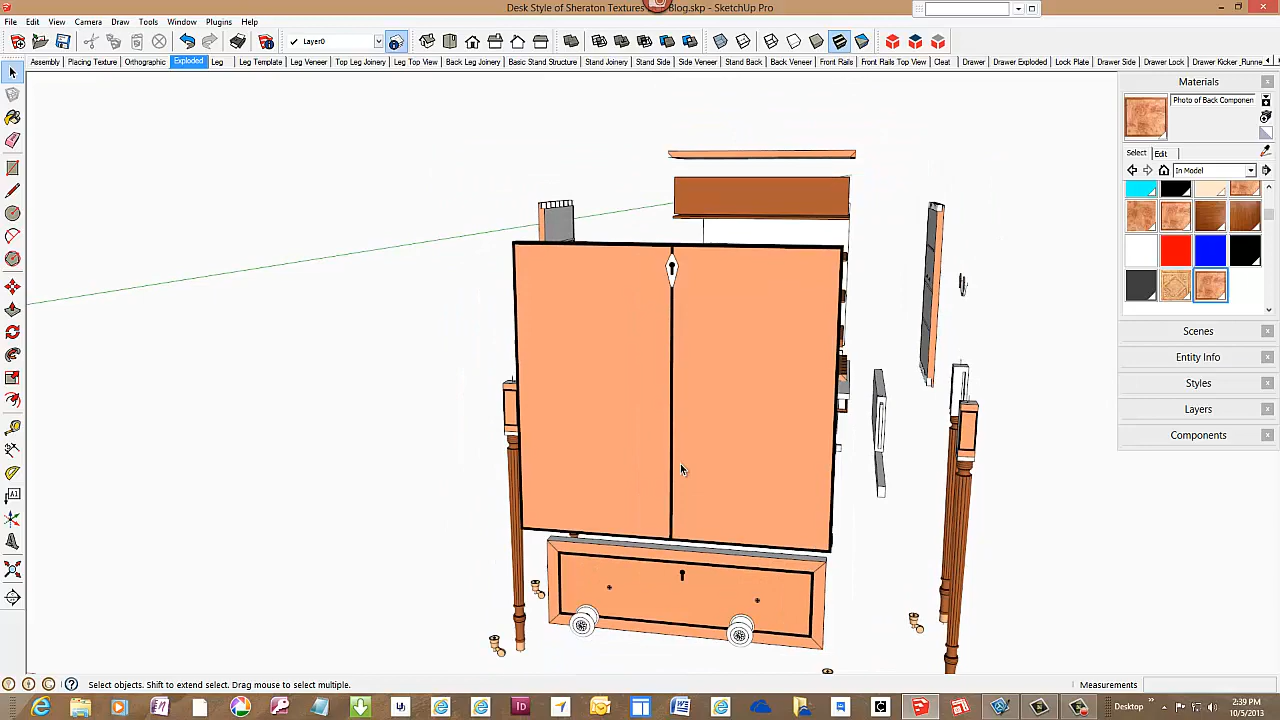 Desk Style of Sheraton Textures Blog.skp - SketchUp Pro
File Edit View Camera Draw Tools Window Plugins Help
Layer0
Assembly Placing Texture Orthographic Exploded Leg Leg Template Leg Veneer Top Leg Joinery Leg Top View Back Leg Joinery Basic Stand Structure Stand Joinery Stand Side Side Veneer Stand Back Back Veneer Front Rails Front Rails Top View Cleat Drawer Drawer Exploded Lock Plate Drawer Side Drawer Lock Drawer Kicker _Runne
Materials
Photo of Back Componen
Select Edit
In Model
Scenes
Entity Info
Styles
Layers
Components
Select objects. Shift to extend select. Drag mouse to select multiple.
Measurements
Desktop
2:39 PM
10/5/2013